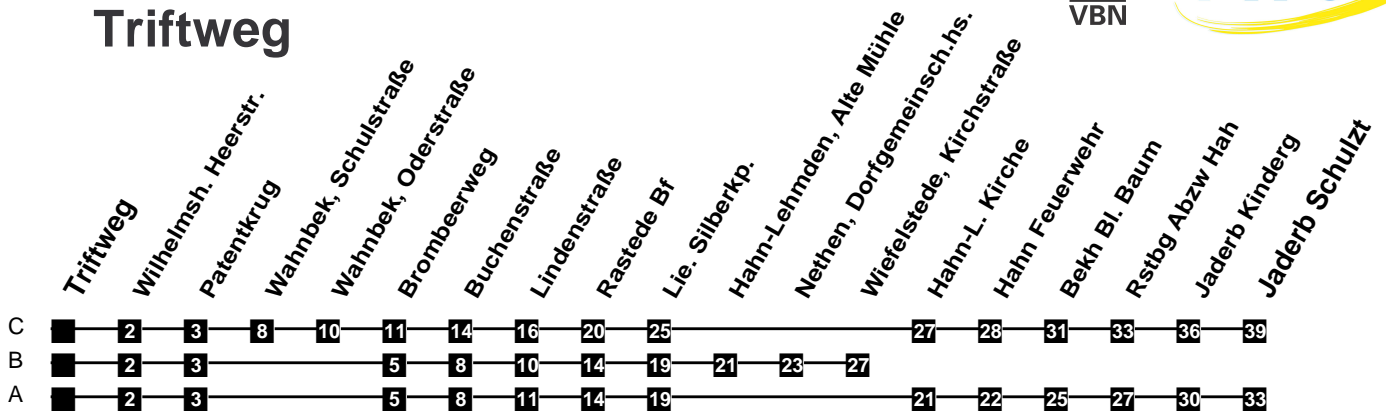 Triftweg
VBN
Triftweg
Wilhelmsh. Heerstr.
Patentkrug
Wahnbek, Schulstraße
Wahnbek, Oderstraße
Brombeerweg
Buchenstraße
Lindenstraße
Rastede Bf
Lie. Silberkp.
Hahn-Lehmden, Alte Mühle
Nethen, Dorfgemeinsch.hs.
Wiefelstede, Kirchstraße
Hahn-L. Kirche
Hahn Feuerwehr
Bekh Bl. Baum
Rstbg Abzw Hah
Jaderb Kinderg
Jaderb Schulzt
C 2 3 8 10 11 14 16 20 25 27 28 31 33 36 39
B 2 3 5 8 10 14 19 21 23 27
A 2 3 5 8 11 14 19 21 22 25 27 30 33